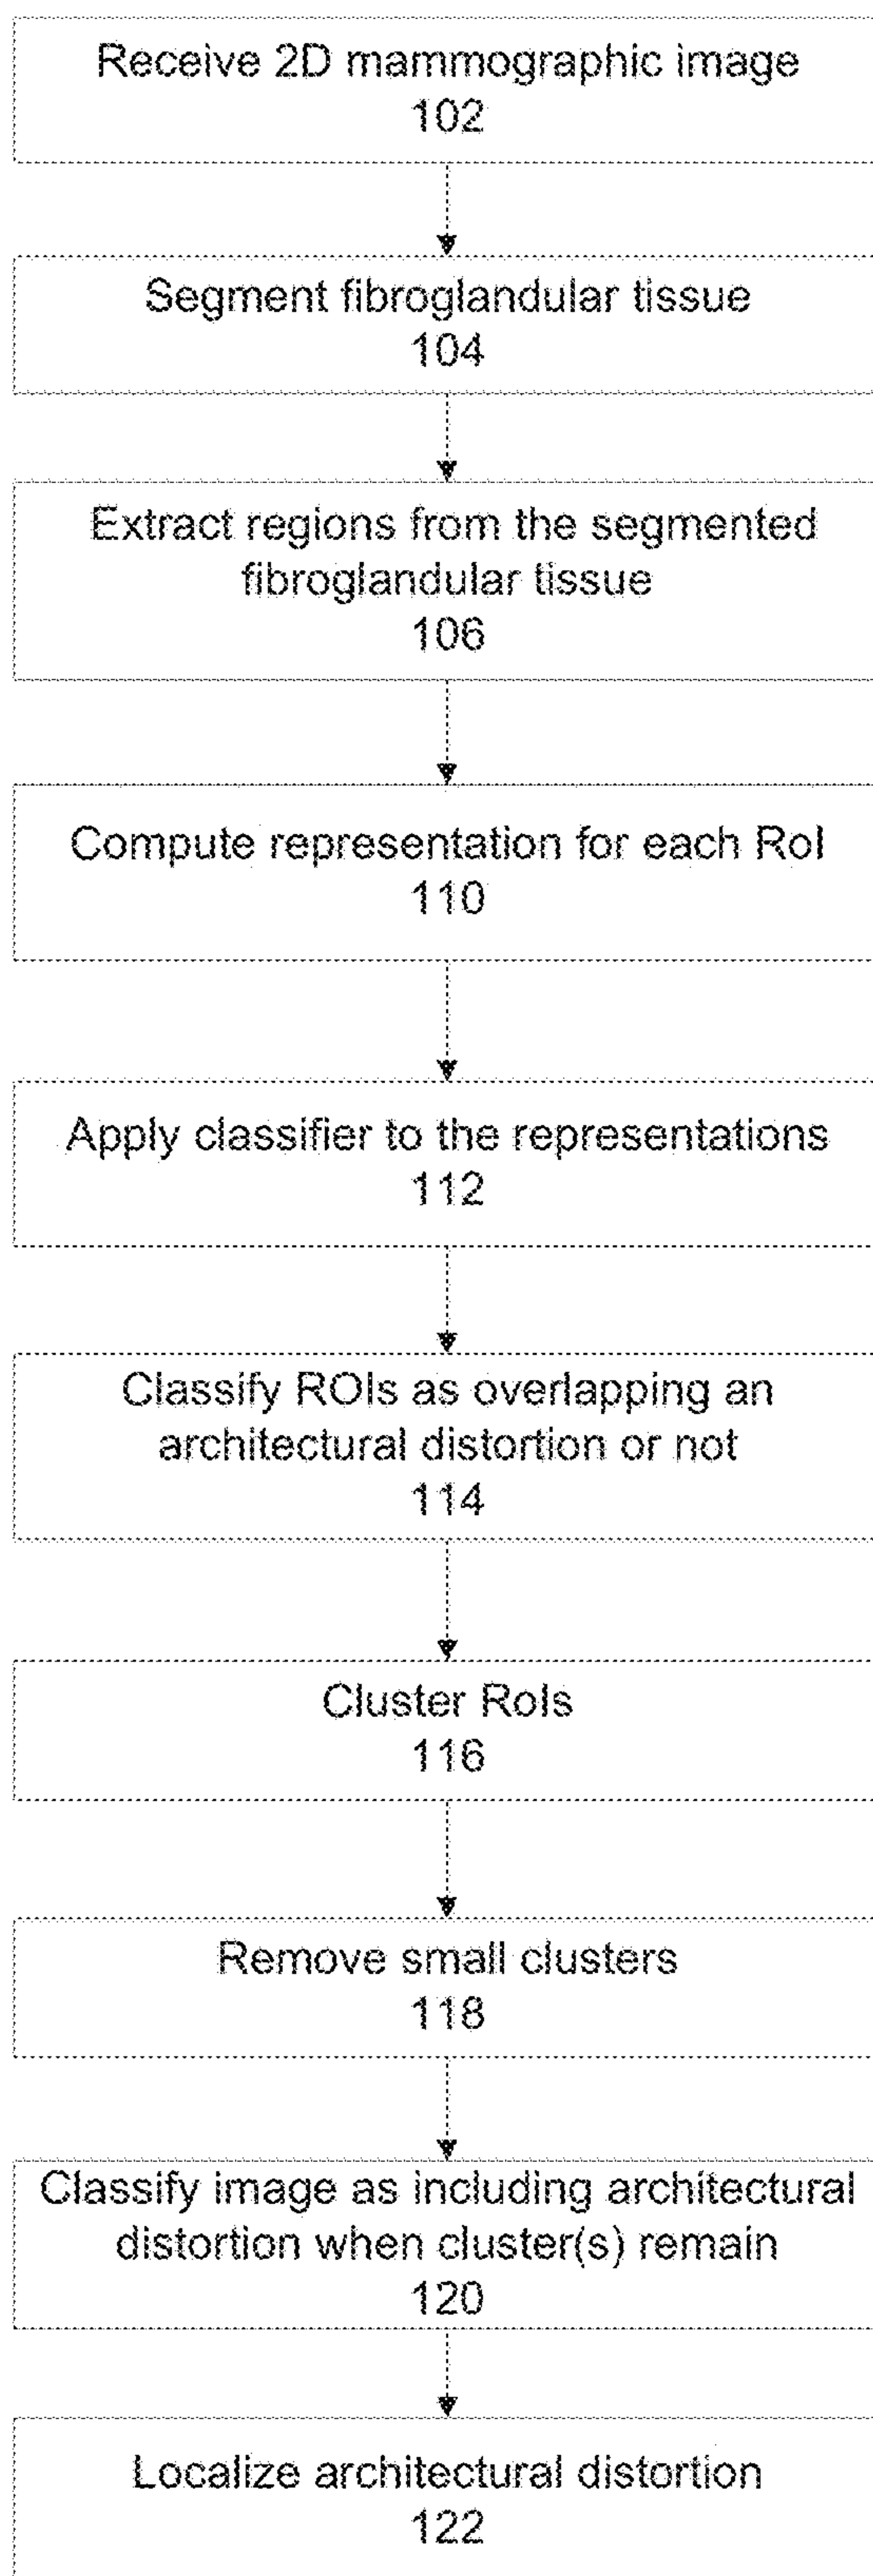 Receive 2D mammographic image
102
Segment fibroglandular tissue
104
Extract regions from the segmented
fibroglandular tissue
106
Compute representation for each RoI
110
Apply classifier to the representations
112
Classify ROIs as overlapping an
architectural distortion or not
114
Cluster RoIs
116
Remove small clusters
118
Classify image as including architectural
distortion when cluster(s) remain
120
Localize architectural distortion
122